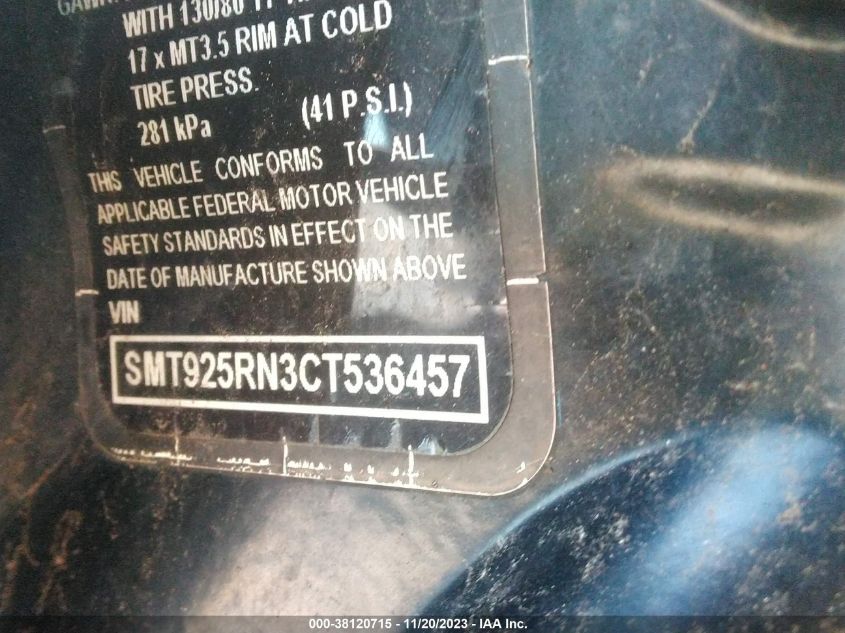 WITH 130/80
17 x MT3.5 RIM AT COLD
TIRE PRESS.
281 kPa (41 P.S.I.)
THIS VEHICLE CONFORMS TO ALL
APPLICABLE FEDERAL MOTOR VEHICLE
SAFETY STANDARDS IN EFFECT ON THE
DATE OF MANUFACTURE SHOWN ABOVE
VIN
SMT925RN3CT536457
000-38120715 - 11/20/2023 - IAA Inc.